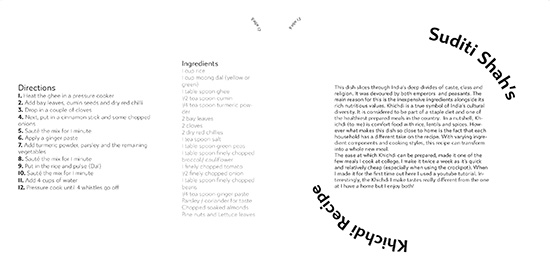 Directions
1. Heat the ghee in a pressure cooker
2. Add bay leaves, cumin seeds and dry red chilli
3. Drop in a couple of cloves
4. Next, put in a cinnamon stick and some chopped
onions
5. Sauté the mix for 1 minute
6. Apply a ginger paste
7. Add turmeric powder, parsley and the remaining
vegetables
8. Sauté the mix for 1 minute
9. Put in the rice and pulse (Dal)
10. Sauté the mix for 1 minute
11. Add 4 cups of water
12. Pressure cook until 4 whistles go off
Ingredients
1 cup rice
1 cup moong dal (yellow or
green)
1 table spoon ghee
1/2 tea spoon cumin
1/2 tea spoon turmeric pow-
der
2 bay leaves
2 cloves
2 dry red chillies
1 tea spoon salt
1 table spoon green peas
1 table spoon finely chopped
broccoli/cauliflower
1 finely chopped tomato
1/2 finely chopped onion
1 table spoon finely chopped
beans
1/2 tea spoon ginger paste
Parsley / coriander for taste
Chopped soaked almonds
Pine nuts and Lettuce leaves
Suditi Shah's
This dish slices through India's deep divides of caste, class and
religion. It was devoured by both emperors and peasants. The
main reason for this is the inexpensive ingredients alongside its
rich nutritious values. Khichdi is a true symbol of India's cultural
diversity. It is considered to be part of a staple diet and one of
the healthiest prepared meals in the country. In a nutshell, Kh-
ichdi (to me) is comfort food with rice, lentils and spices. How-
ever what makes this dish so close to home is the fact that each
household has a different take on the recipe. With varying ingre-
dient components and cooking styles, this recipe can transform
into a whole new meal.
The ease at which Khichdi can be prepared, made it one of the
few meals I cook at college. I make it twice a week as it's quick
and relatively cheap (especially when using the crockpot). When
I made it for the first time out here I used a youtube tutorial. In-
terestingly, the Khichdi I make tastes really different from the one
at I have a home but I enjoy both!
Khichdi Recipe